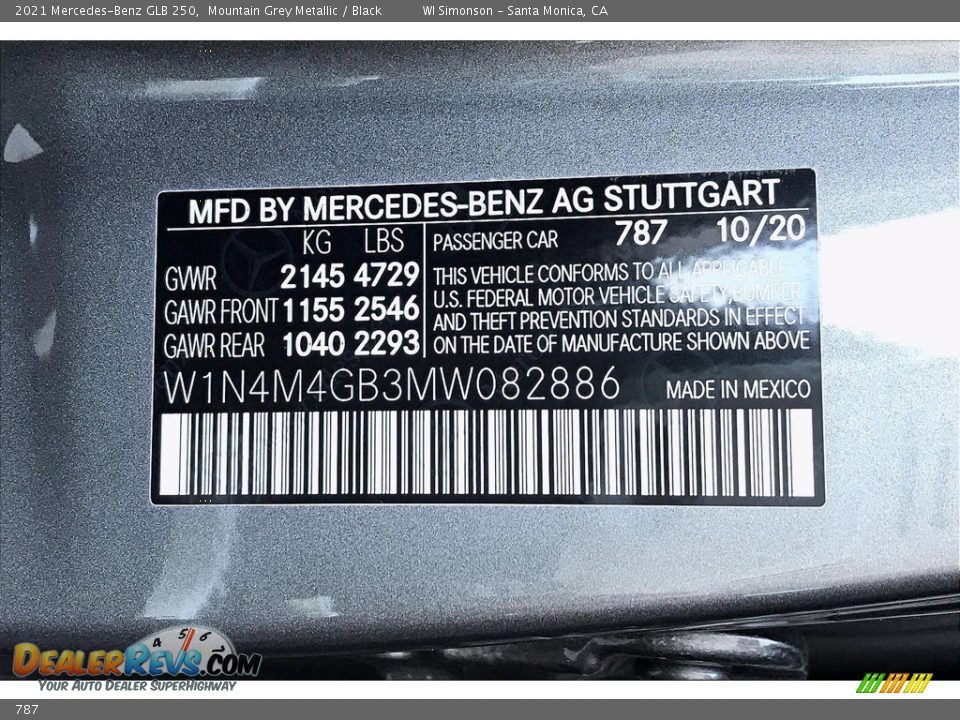 2021 Mercedes-Benz GLB 250, Mountain Grey Metallic / Black WI Simonson - Santa Monica, CA
MFD BY MERCEDES-BENZ AG STUTTGART
KG LBS
GVWR 2145 4729
GAWR FRONT 1155 2546
GAWR REAR 1040 2293
PASSENGER CAR 787 10/20
THIS VEHICLE CONFORMS TO ALL APPLICABLE
U.S. FEDERAL MOTOR VEHICLE SAFETY, BUMPER
AND THEFT PREVENTION STANDARDS IN EFFECT
ON THE DATE OF MANUFACTURE SHOWN ABOVE
W1N4M4GB3MW082886 MADE IN MEXICO
4 5 6
DEALERREVS.COM
YOUR AUTO DEALER SUPERHIGHWAY
787